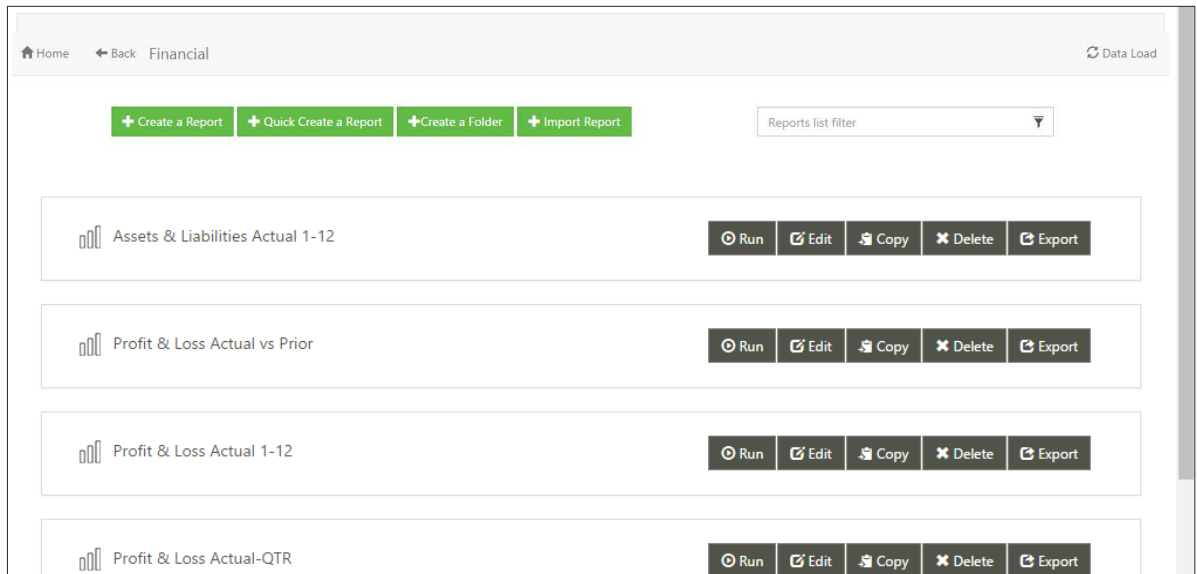 Home Back Financial Data Load
Create a Report Quick Create a Report Create a Folder Import Report Reports list filter
Assets & Liabilities Actual 1-12 Run Edit Copy Delete Export
Profit & Loss Actual vs Prior Run Edit Copy Delete Export
Profit & Loss Actual 1-12 Run Edit Copy Delete Export
Profit & Loss Actual-QTR Run Edit Copy Delete Export